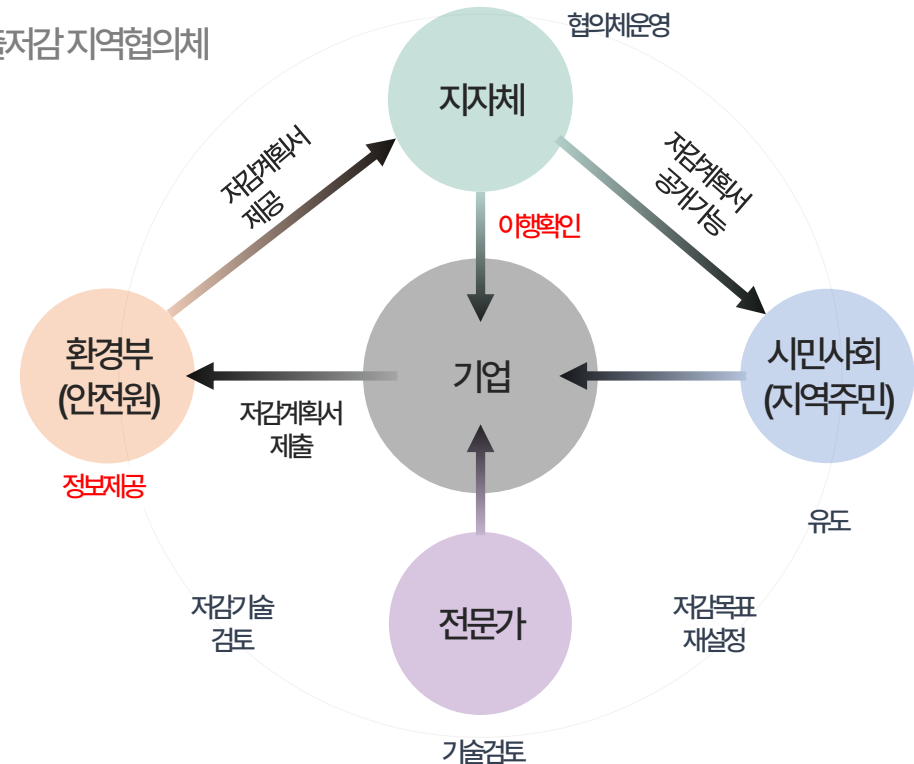 저감 지역협의체
협의체운영
지자체
저감계획서
제공
저감계획서
공개가능
이행확인
환경부
(안전원)
기업
시민사회
(지역주민)
저감계획서
제출
정보제공
유도
저감기술
검토
전문가
저감목표
재설정
기술검토